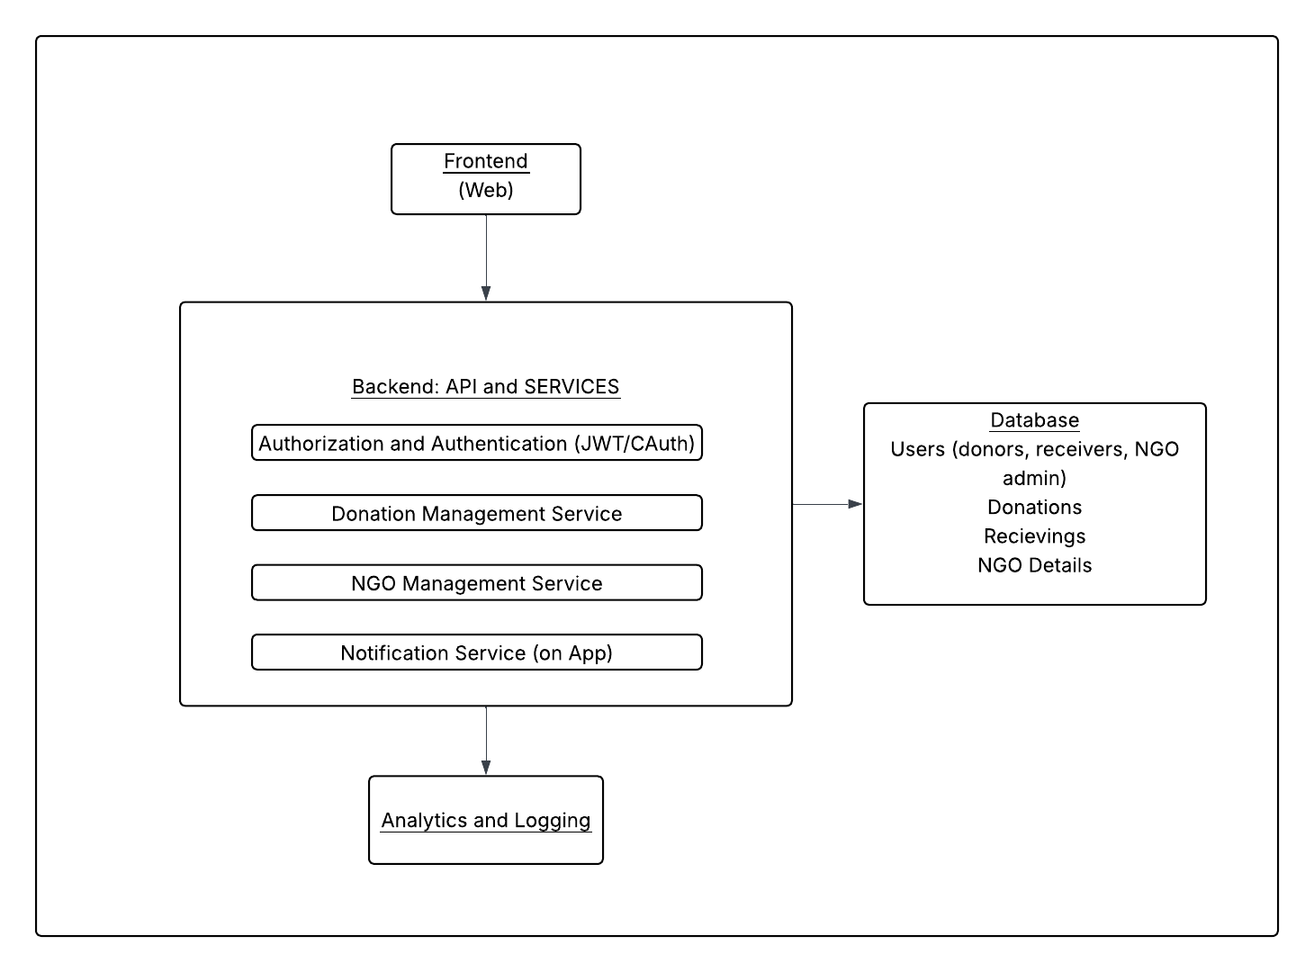 Frontend
(Web)
Backend: API and SERVICES
Authorization and Authentication (JWT/CAuth)
Donation Management Service
NGO Management Service
Notification Service (on App)
Database
Users (donors, receivers, NGO
admin)
Donations
Recievings
NGO Details
Analytics and Logging